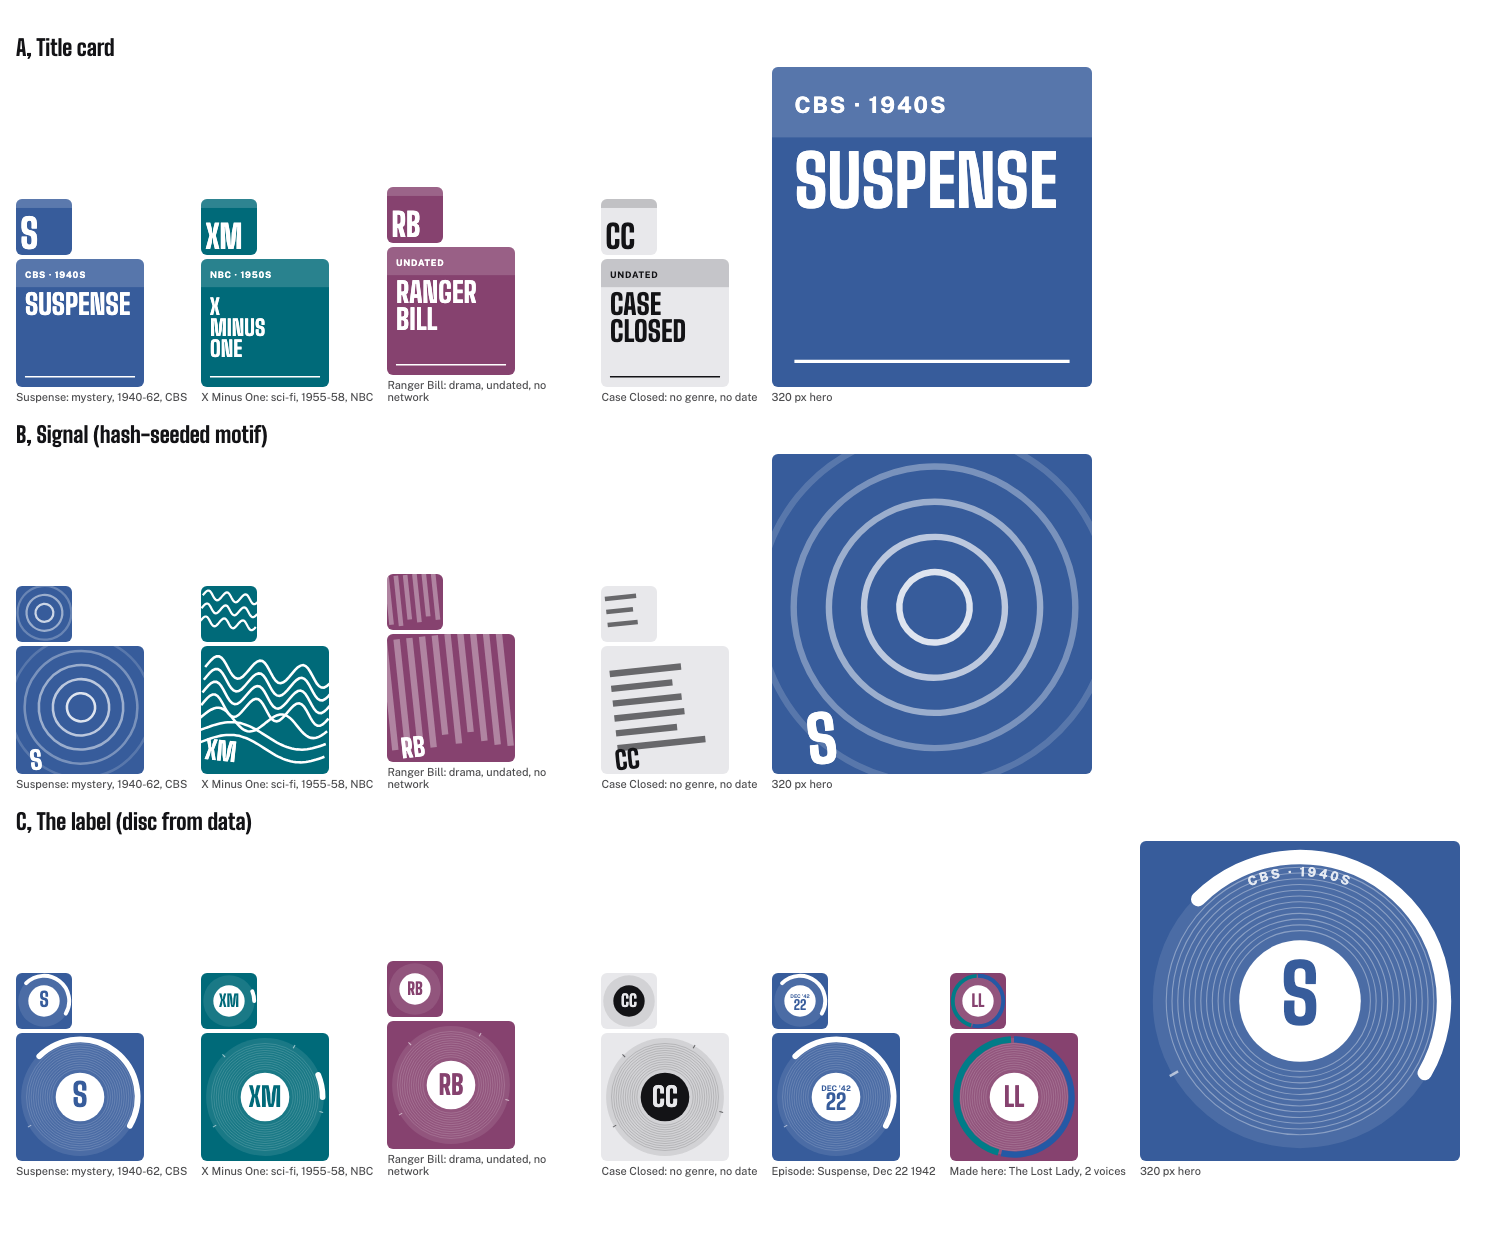 A, Title card
S
CBS · 1940S
SUSPENSE
Suspense: mystery, 1940-62, CBS
XM
NBC · 1950S
X
MINUS
ONE
X Minus One: sci-fi, 1955-58, NBC
RB
UNDATED
RANGER
BILL
Ranger Bill: drama, undated, no
network
CC
UNDATED
CASE
CLOSED
Case Closed: no genre, no date
CBS · 1940S
SUSPENSE
320 px hero
B, Signal (hash-seeded motif)
S
Suspense: mystery, 1940-62, CBS
XM
X Minus One: sci-fi, 1955-58, NBC
RB
Ranger Bill: drama, undated, no
network
CC
Case Closed: no genre, no date
S
320 px hero
C, The label (disc from data)
S
S
Suspense: mystery, 1940-62, CBS
XM
XM
X Minus One: sci-fi, 1955-58, NBC
RB
RB
Ranger Bill: drama, undated, no
network
CC
CC
Case Closed: no genre, no date
DEC '42
22
DEC '42
22
Episode: Suspense, Dec 22 1942
LL
LL
Made here: The Lost Lady, 2 voices
CBS · 1940S
S
320 px hero